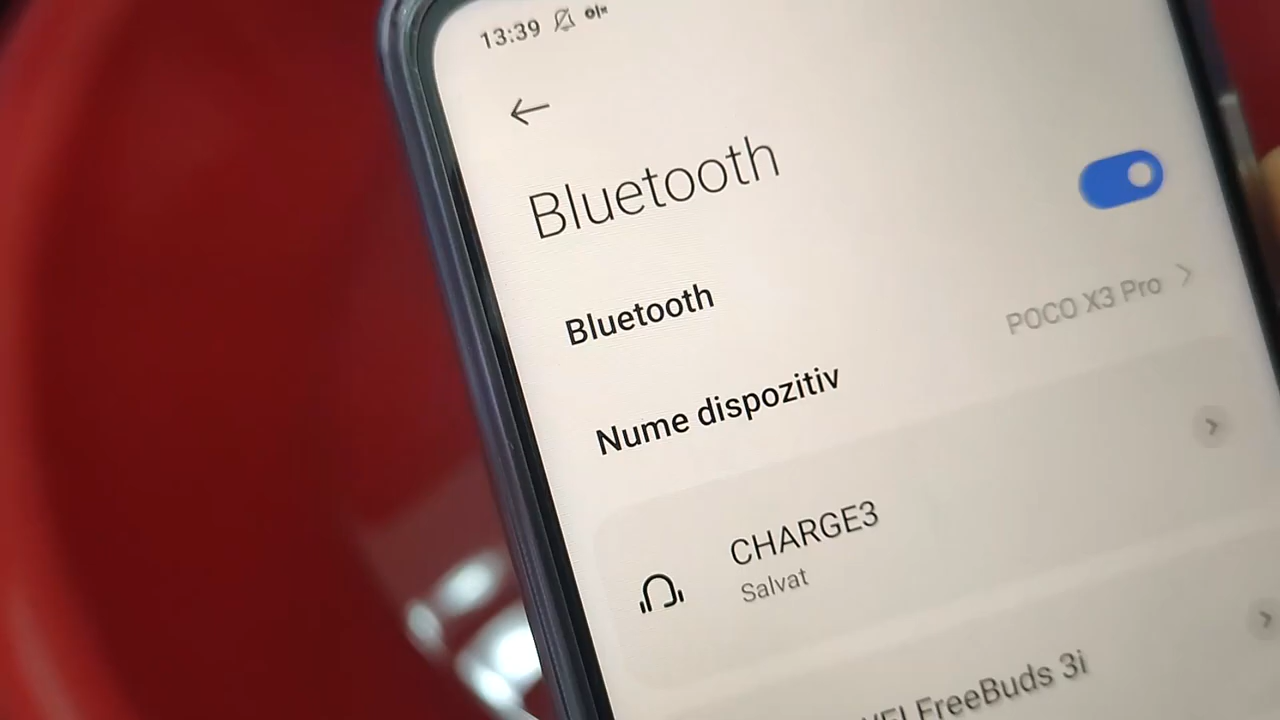 13:39
Bluetooth
Bluetooth
Nume dispozitiv
POCO X3 Pro
CHARGE3
Salvat
FreeBuds 3i